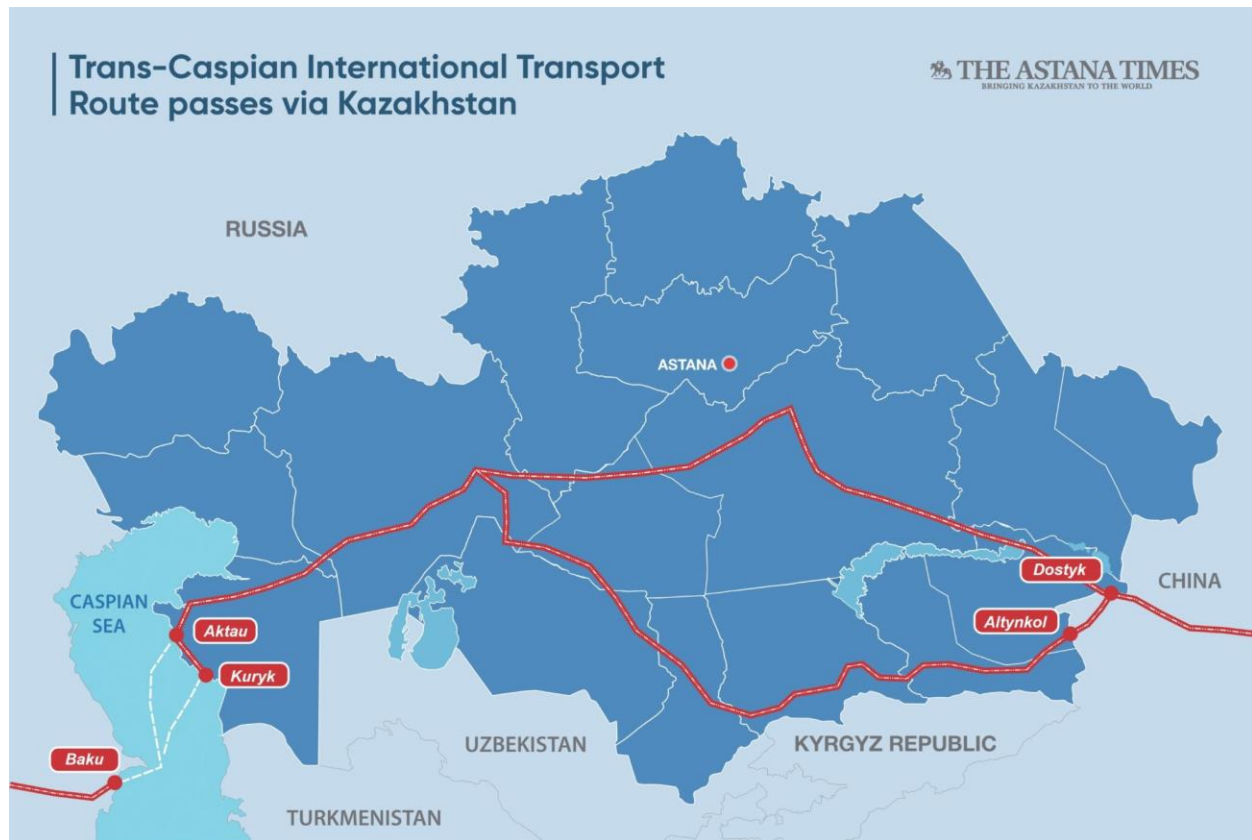 Trans-Caspian International Transport
Route passes via Kazakhstan
THE ASTANA TIMES
BRINGING KAZAKHSTAN TO THE WORLD
RUSSIA
ASTANA
Dostyk
CHINA
CASPIAN
SEA
Aktau
Altynkol
Kuryk
UZBEKISTAN
KYRGYZ REPUBLIC
Baku
TURKMENISTAN